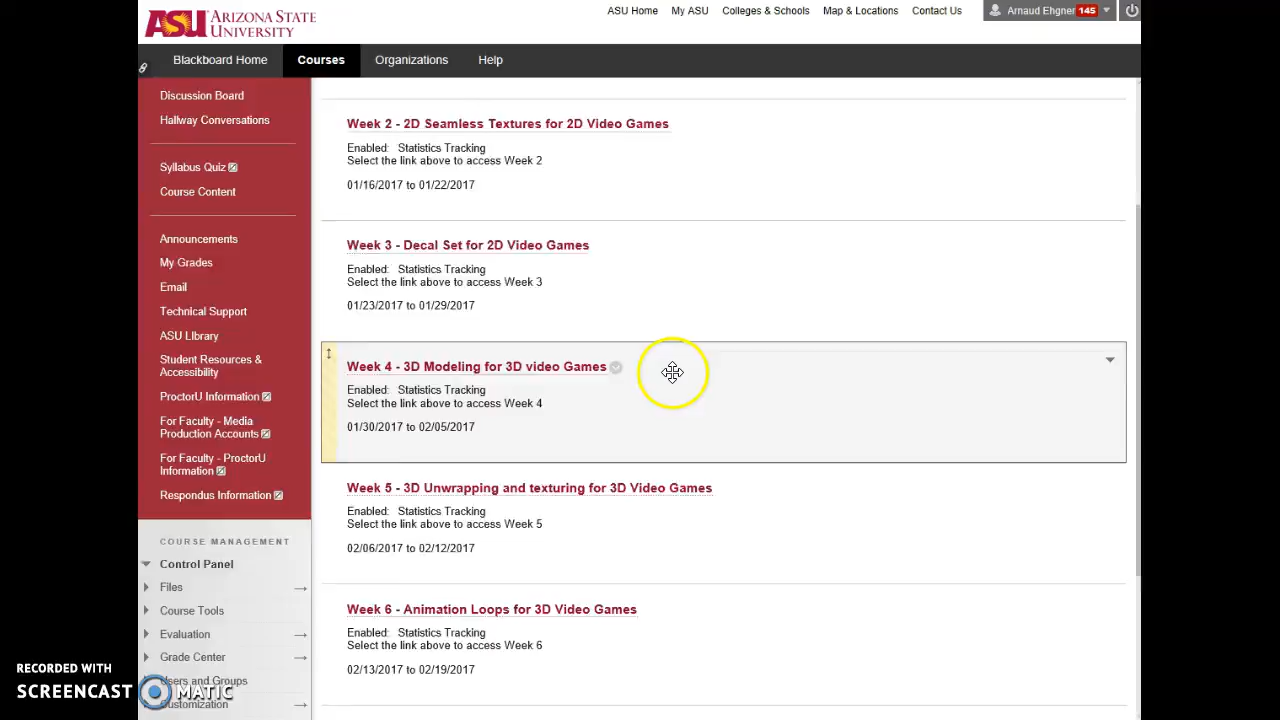 ASU ARIZONA STATE UNIVERSITY
ASU Home My ASU Colleges & Schools Map & Locations Contact Us
Arnaud Ehgner 145
Blackboard Home Courses Organizations Help
Discussion Board
Hallway Conversations
Syllabus Quiz
Course Content
Announcements
My Grades
Email
Technical Support
ASU LIbrary
Student Resources &
Accessibility
ProctorU Information
For Faculty - Media
Production Accounts
For Faculty - ProctorU
Information
Respondus Information
COURSE MANAGEMENT
Control Panel
Files
Course Tools
Evaluation
Grade Center
Users and Groups
Customization
Week 2 - 2D Seamless Textures for 2D Video Games
Enabled: Statistics Tracking
Select the link above to access Week 2
01/16/2017 to 01/22/2017
Week 3 - Decal Set for 2D Video Games
Enabled: Statistics Tracking
Select the link above to access Week 3
01/23/2017 to 01/29/2017
Week 4 - 3D Modeling for 3D video Games
Enabled: Statistics Tracking
Select the link above to access Week 4
01/30/2017 to 02/05/2017
Week 5 - 3D Unwrapping and texturing for 3D Video Games
Enabled: Statistics Tracking
Select the link above to access Week 5
02/06/2017 to 02/12/2017
Week 6 - Animation Loops for 3D Video Games
Enabled: Statistics Tracking
Select the link above to access Week 6
02/13/2017 to 02/19/2017
RECORDED WITH
SCREENCAST MATIC